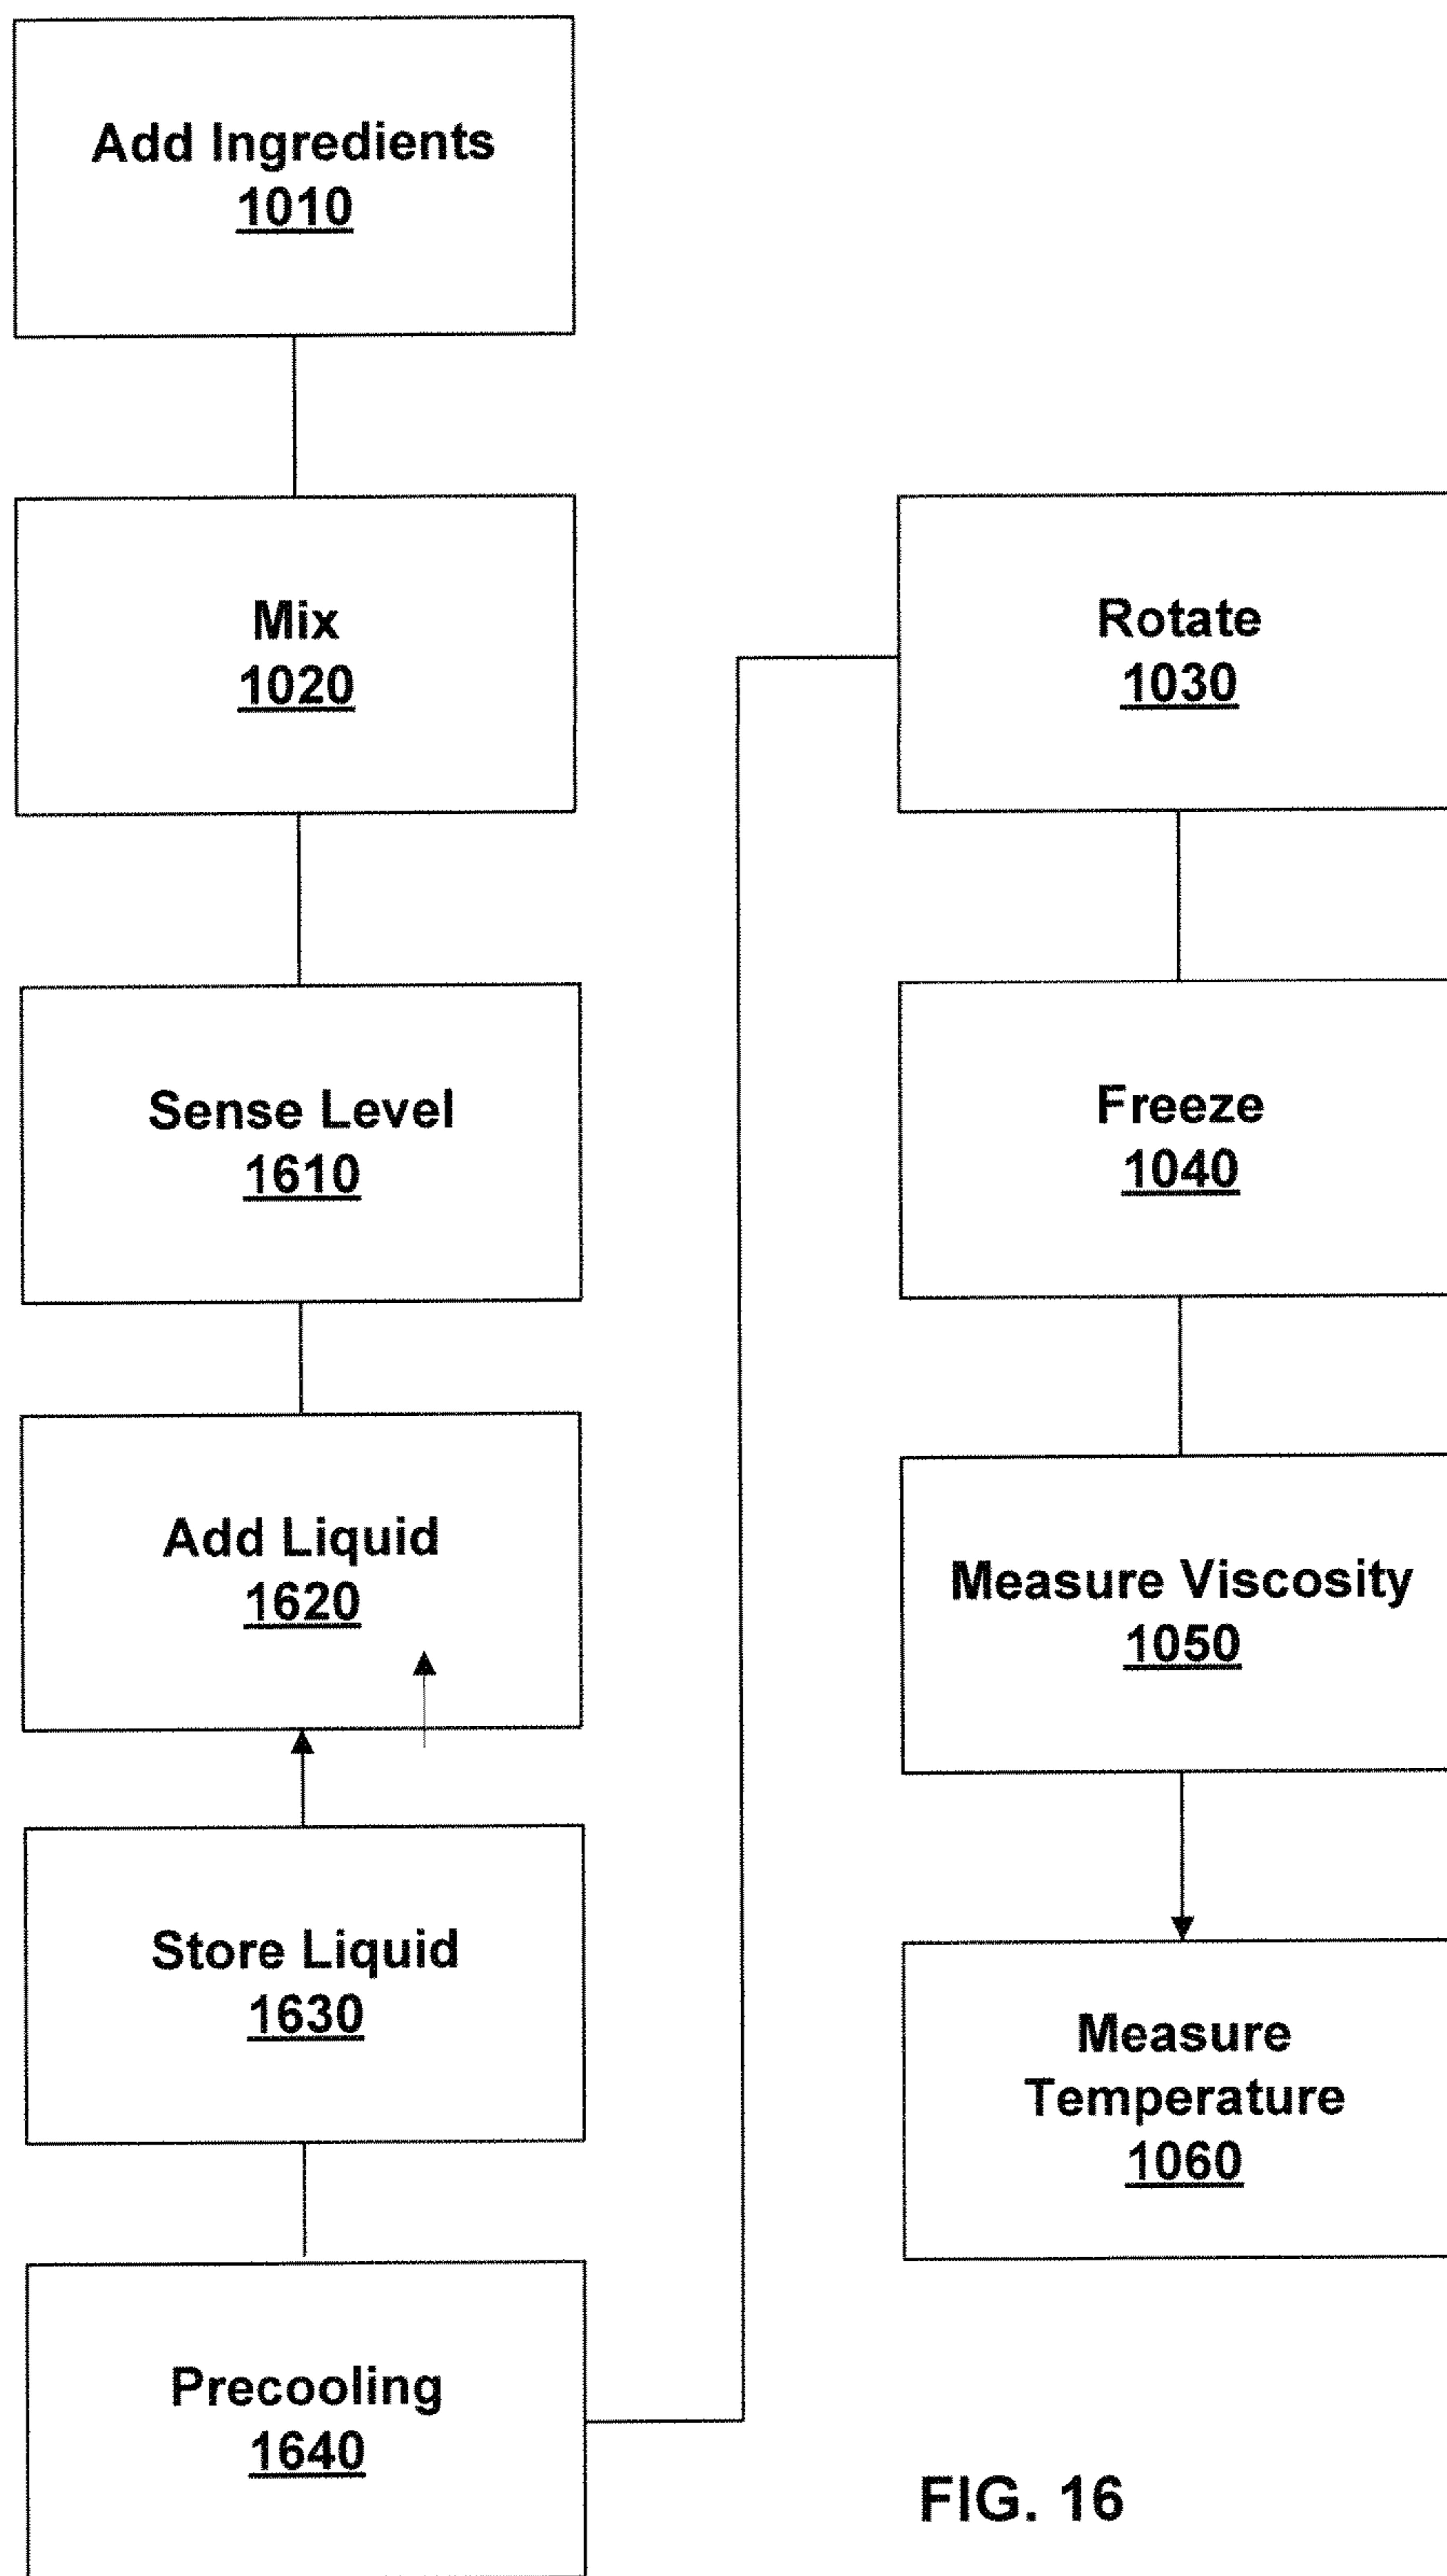 Add Ingredients
1010
Mix
1020
Sense Level
1610
Add Liquid
1620
Store Liquid
1630
Precooling
1640
Rotate
1030
Freeze
1040
Measure Viscosity
1050
Measure
Temperature
1060
FIG. 16